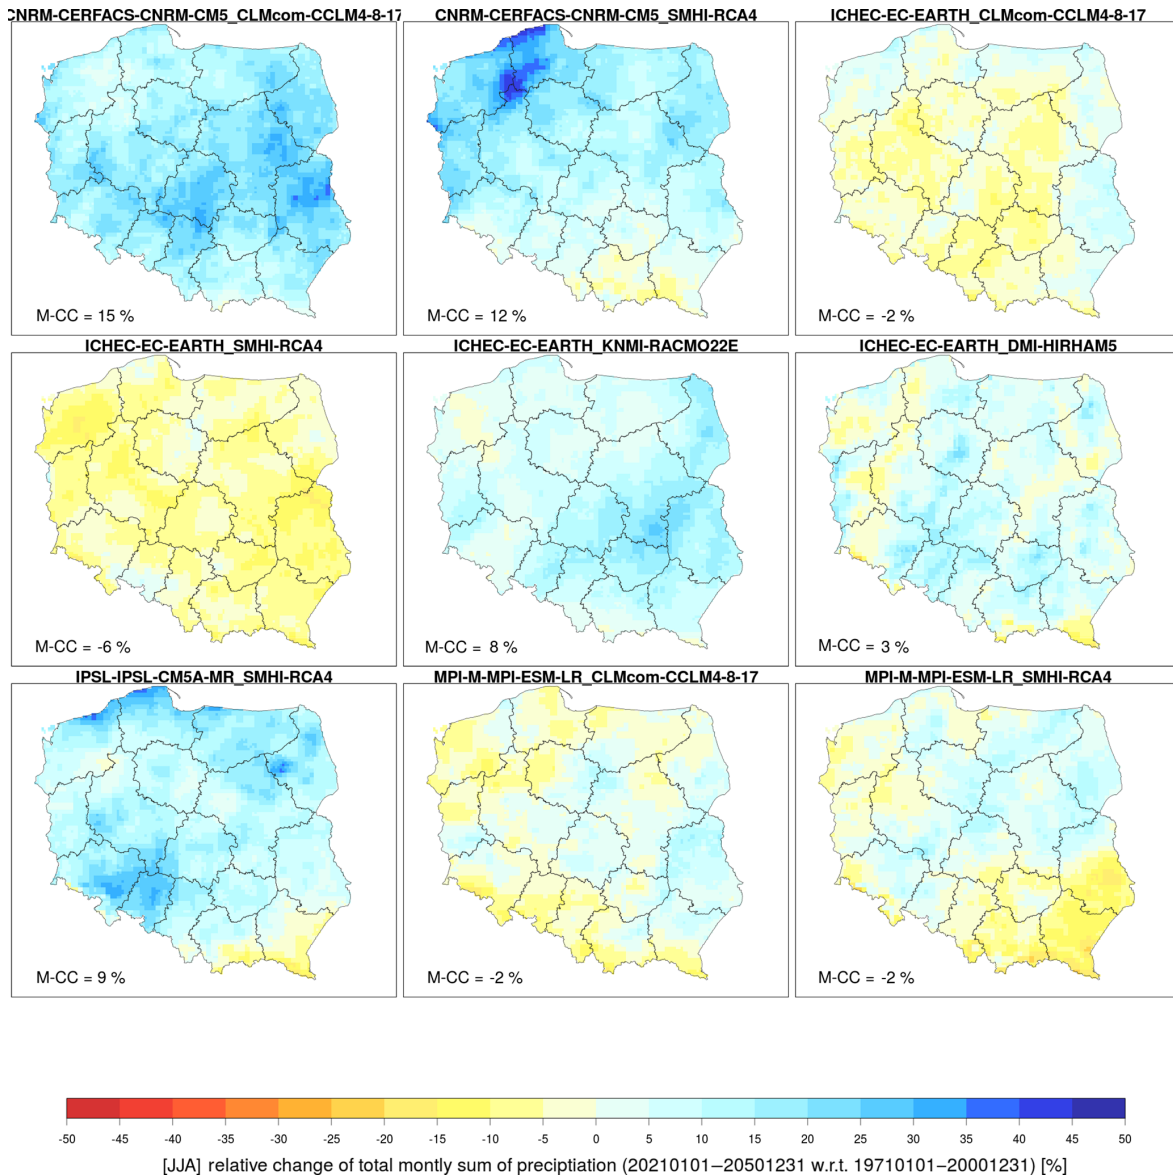 CNRM-CERFACS-CNRM-CM5_CLMcom-CCLM4-8-17
CNRM-CERFACS-CNRM-CM5_SMHI-RCA4
ICHEC-EC-EARTH_CLMcom-CCLM4-8-17
M-CC = 15 %
M-CC = 12 %
M-CC = -2 %
ICHEC-EC-EARTH_SMHI-RCA4
ICHEC-EC-EARTH_KNMI-RACMO22E
ICHEC-EC-EARTH_DMI-HIRHAM5
M-CC = -6 %
M-CC = 8 %
M-CC = 3 %
IPSL-IPSL-CM5A-MR_SMHI-RCA4
MPI-M-MPI-ESM-LR_CLMcom-CCLM4-8-17
MPI-M-MPI-ESM-LR_SMHI-RCA4
M-CC = 9 %
M-CC = -2 %
M-CC = -2 %
-50 -45 -40 -35 -30 -25 -20 -15 -10 -5 0 5 10 15 20 25 30 35 40 45 50
[JJA] relative change of total montly sum of preciptiation (20210101–20501231 w.r.t. 19710101–20001231) [%]